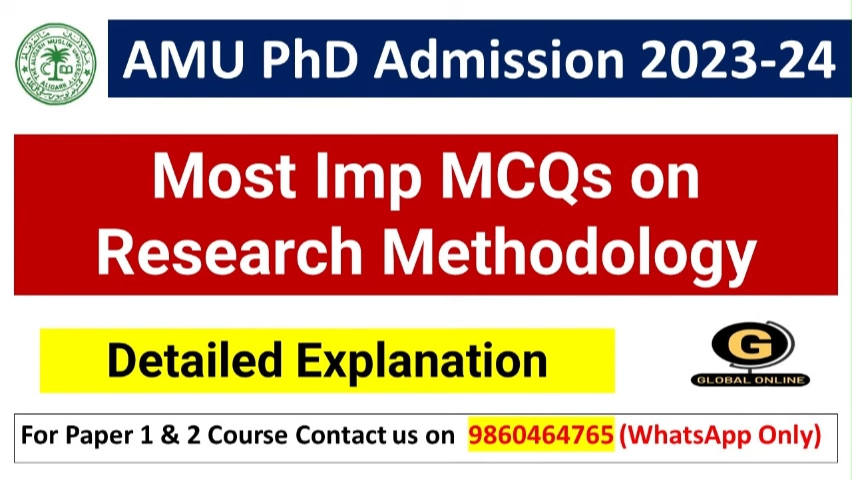 AMU PhD Admission 2023-24
Most Imp MCQs on
Research Methodology
Detailed Explanation
G
GLOBAL ONLINE
For Paper 1 & 2 Course Contact us on 9860464765 (WhatsApp Only)